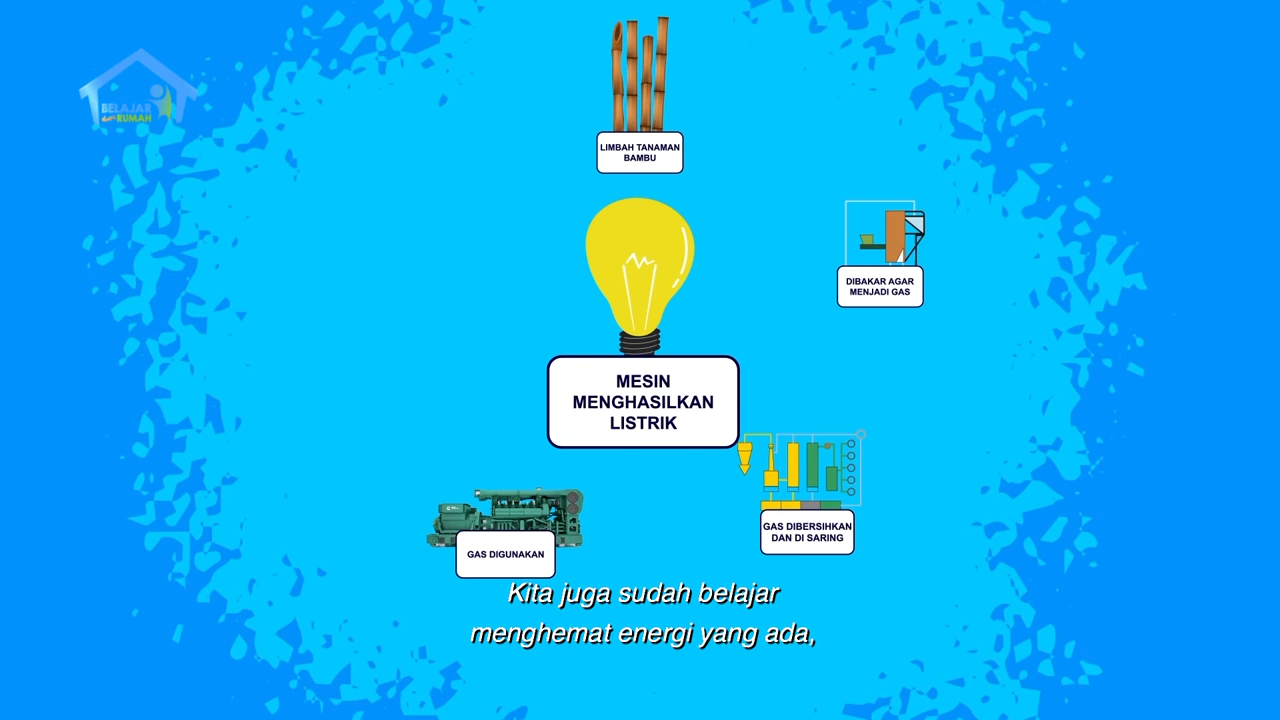 BELAJAR
dari RUMAH
LIMBAH TANAMAN
BAMBU
DIBAKAR AGAR
MENJADI GAS
MESIN
MENGHASILKAN
LISTRIK
GAS DIBERSIHKAN
DAN DI SARING
GAS DIGUNAKAN
Kita juga sudah belajar
menghemat energi yang ada,